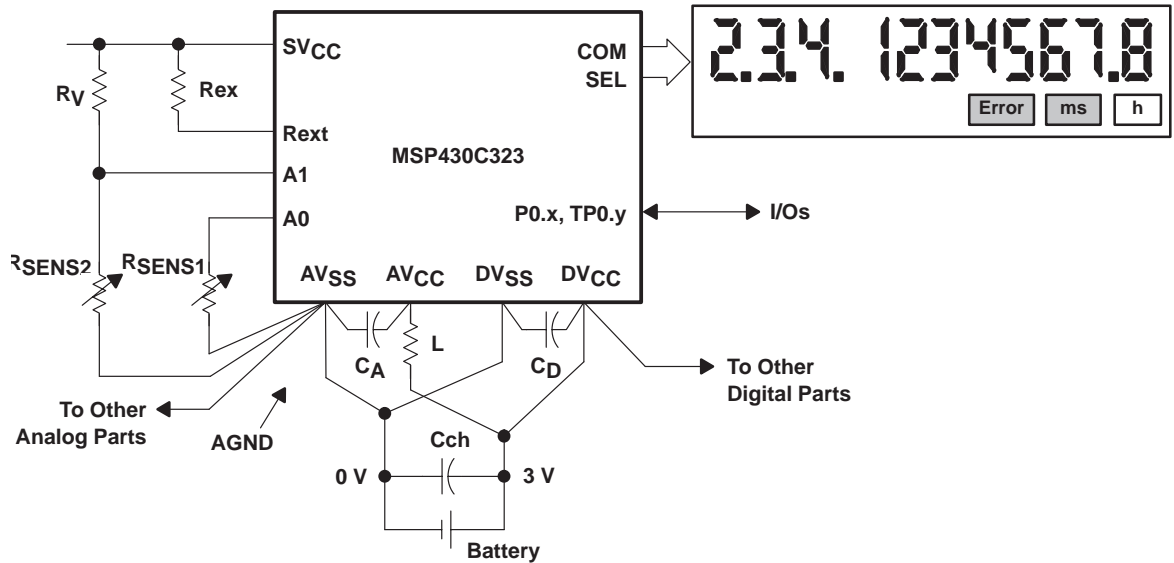 SVCC
COM
SEL
2.3.4. 1234567.8
Error ms h
RV
Rex
Rext
A1
MSP430C323
A0
P0.x, TP0.y
I/Os
RSENS2
RSENS1
AVSS AVCC DVSS DVCC
CA
L
CD
To Other
Digital Parts
To Other
Analog Parts
AGND
Cch
0 V
3 V
Battery